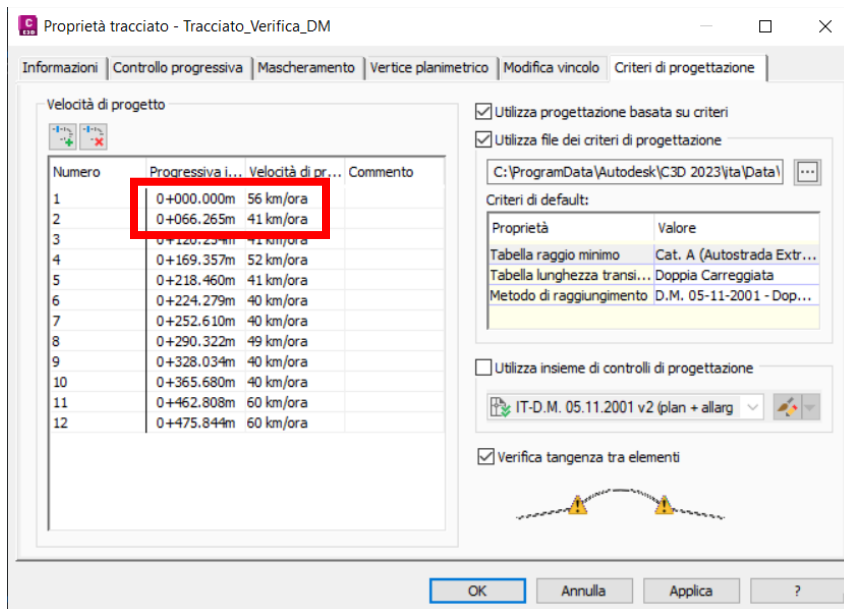 Proprietà tracciato - Tracciato_Verifica_DM
Informazioni Controllo progressiva Mascheramento Vertice planimetrico Modifica vincolo Criteri di progettazione
Velocità di progetto
Numero Progressiva i... Velocità di pr... Commento
1 0+000.000m 56 km/ora
2 0+066.265m 41 km/ora
3 0+120.254m 41 km/ora
4 0+169.357m 52 km/ora
5 0+218.460m 41 km/ora
6 0+224.279m 40 km/ora
7 0+252.610m 40 km/ora
8 0+290.322m 49 km/ora
9 0+328.034m 40 km/ora
10 0+365.680m 40 km/ora
11 0+462.808m 60 km/ora
12 0+475.844m 60 km/ora
Utilizza progettazione basata su criteri
Utilizza file dei criteri di progettazione
C:\ProgramData\Autodesk\C3D 2023\ita\Data\ ...
Criteri di default:
Proprietà Valore
Tabella raggio minimo Cat. A (Autostrada Extr...
Tabella lunghezza transi... Doppia Carreggiata
Metodo di raggiungimento D.M. 05-11-2001 - Dop...
Utilizza insieme di controlli di progettazione
IT-D.M. 05.11.2001 v2 (plan + allarg
Verifica tangenza tra elementi
OK Annulla Applica ?